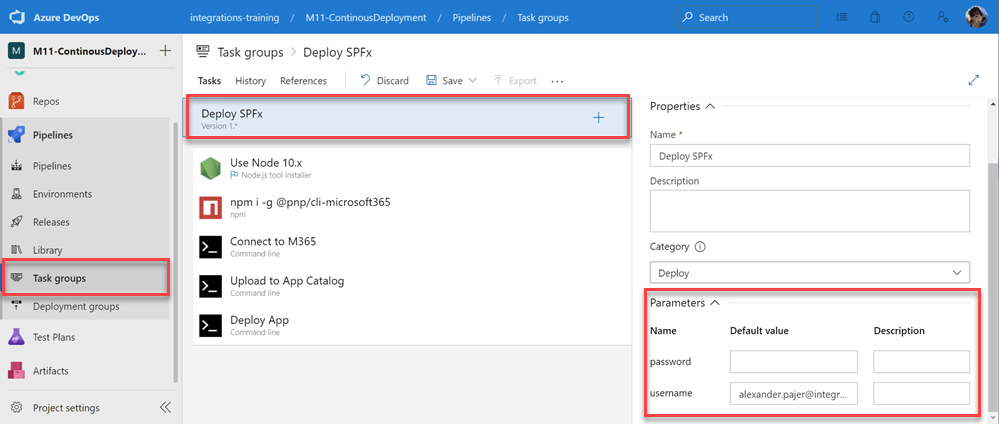 Azure DevOps
integrations-training / M11-ContinousDeployment / Pipelines / Task groups
Search
M M11-ContinousDeploy...
Repos
Pipelines
Pipelines
Environments
Releases
Library
Task groups
Deployment groups
Test Plans
Artifacts
Project settings
Task groups > Deploy SPFx
Tasks History References Discard Save Export ...
Deploy SPFx
Version 1.*
Use Node 10.x
Node.js tool installer
npm i -g @pnp/cli-microsoft365
npm
Connect to M365
Command line
Upload to App Catalog
Command line
Deploy App
Command line
Properties
Name *
Deploy SPFx
Description
Category
Deploy
Parameters
Name Default value Description
password
username alexander.pajer@integr...